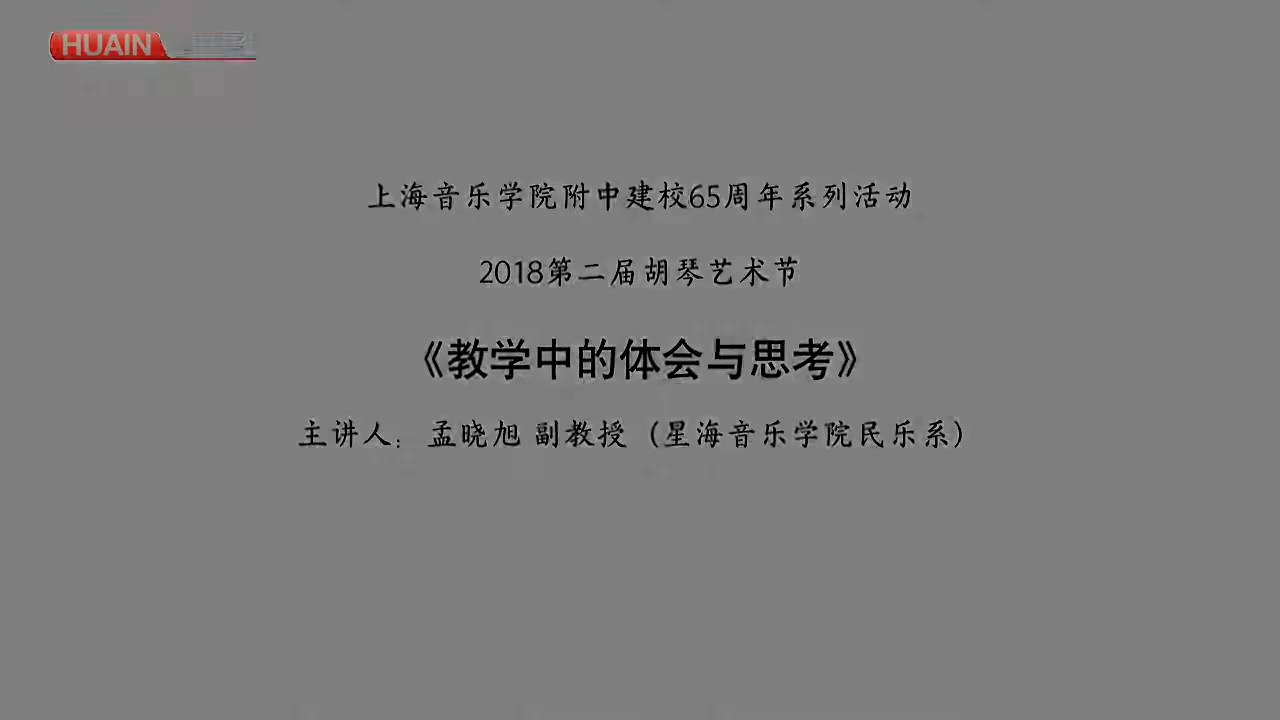 HUAIN
上海音乐学院附中建校65周年系列活动
2018第二届胡琴艺术节
《教学中的体会与思考》
主讲人：孟晓旭 副教授（星海音乐学院民乐系）